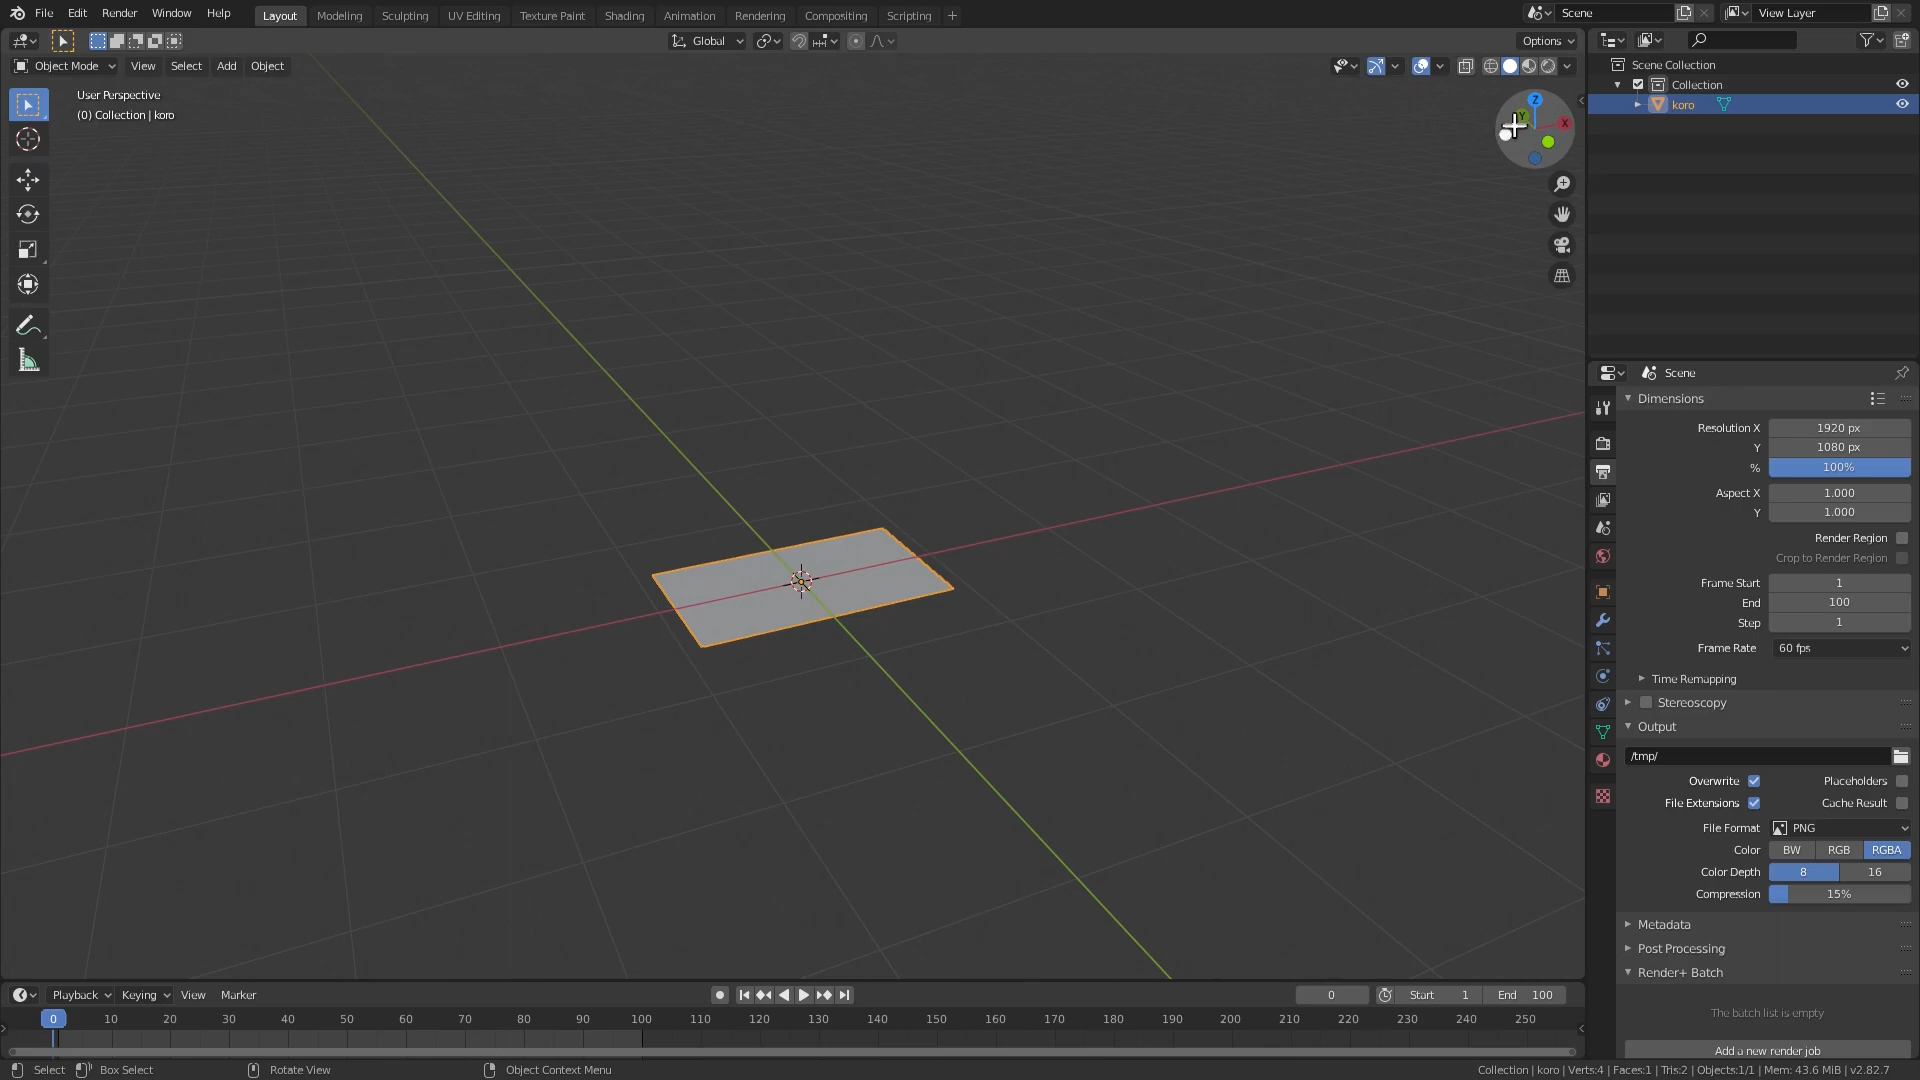 File Edit Render Window Help Layout Modeling Sculpting UV Editing Texture Paint Shading Animation Rendering Compositing Scripting + Scene View Layer
Global Options
Object Mode View Select Add Object
User Perspective
(0) Collection | koro
Z
Y
X
Scene Collection
Collection
koro
Scene
Dimensions
Resolution X 1920 px
Y 1080 px
% 100%
Aspect X 1.000
Y 1.000
Render Region
Crop to Render Region
Frame Start 1
End 100
Step 1
Frame Rate 60 fps
Time Remapping
Stereoscopy
Output
/tmp/
Overwrite Placeholders
File Extensions Cache Result
File Format PNG
Color BW RGB RGBA
Color Depth 8 16
Compression 15%
Metadata
Post Processing
Render+ Batch
The batch list is empty
Add a new render job
Playback Keying View Marker 0 Start 1 End 100
0 10 20 30 40 50 60 70 80 90 100 110 120 130 140 150 160 170 180 190 200 210 220 230 240 250
Select Box Select Rotate View Object Context Menu Collection | koro | Verts:4 | Faces:1 | Tris:2 | Objects:1/1 | Mem: 43.6 MiB | v2.82.7